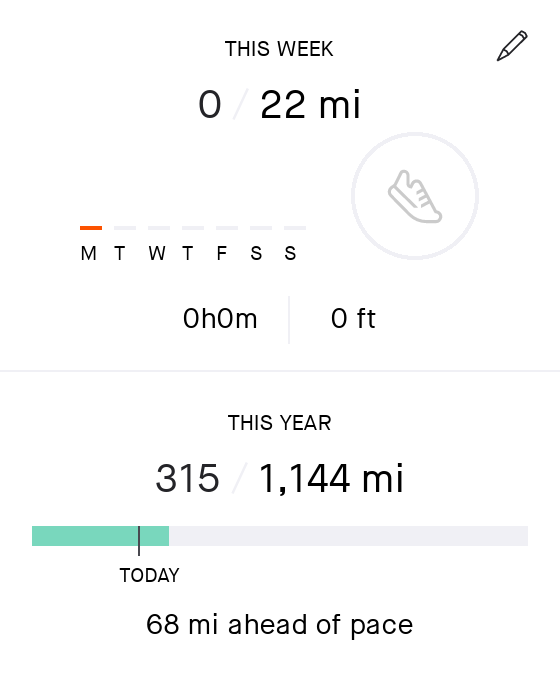 THIS WEEK
0 / 22 mi
M T W T F S S
0h0m 0 ft
THIS YEAR
315 / 1,144 mi
TODAY
68 mi ahead of pace